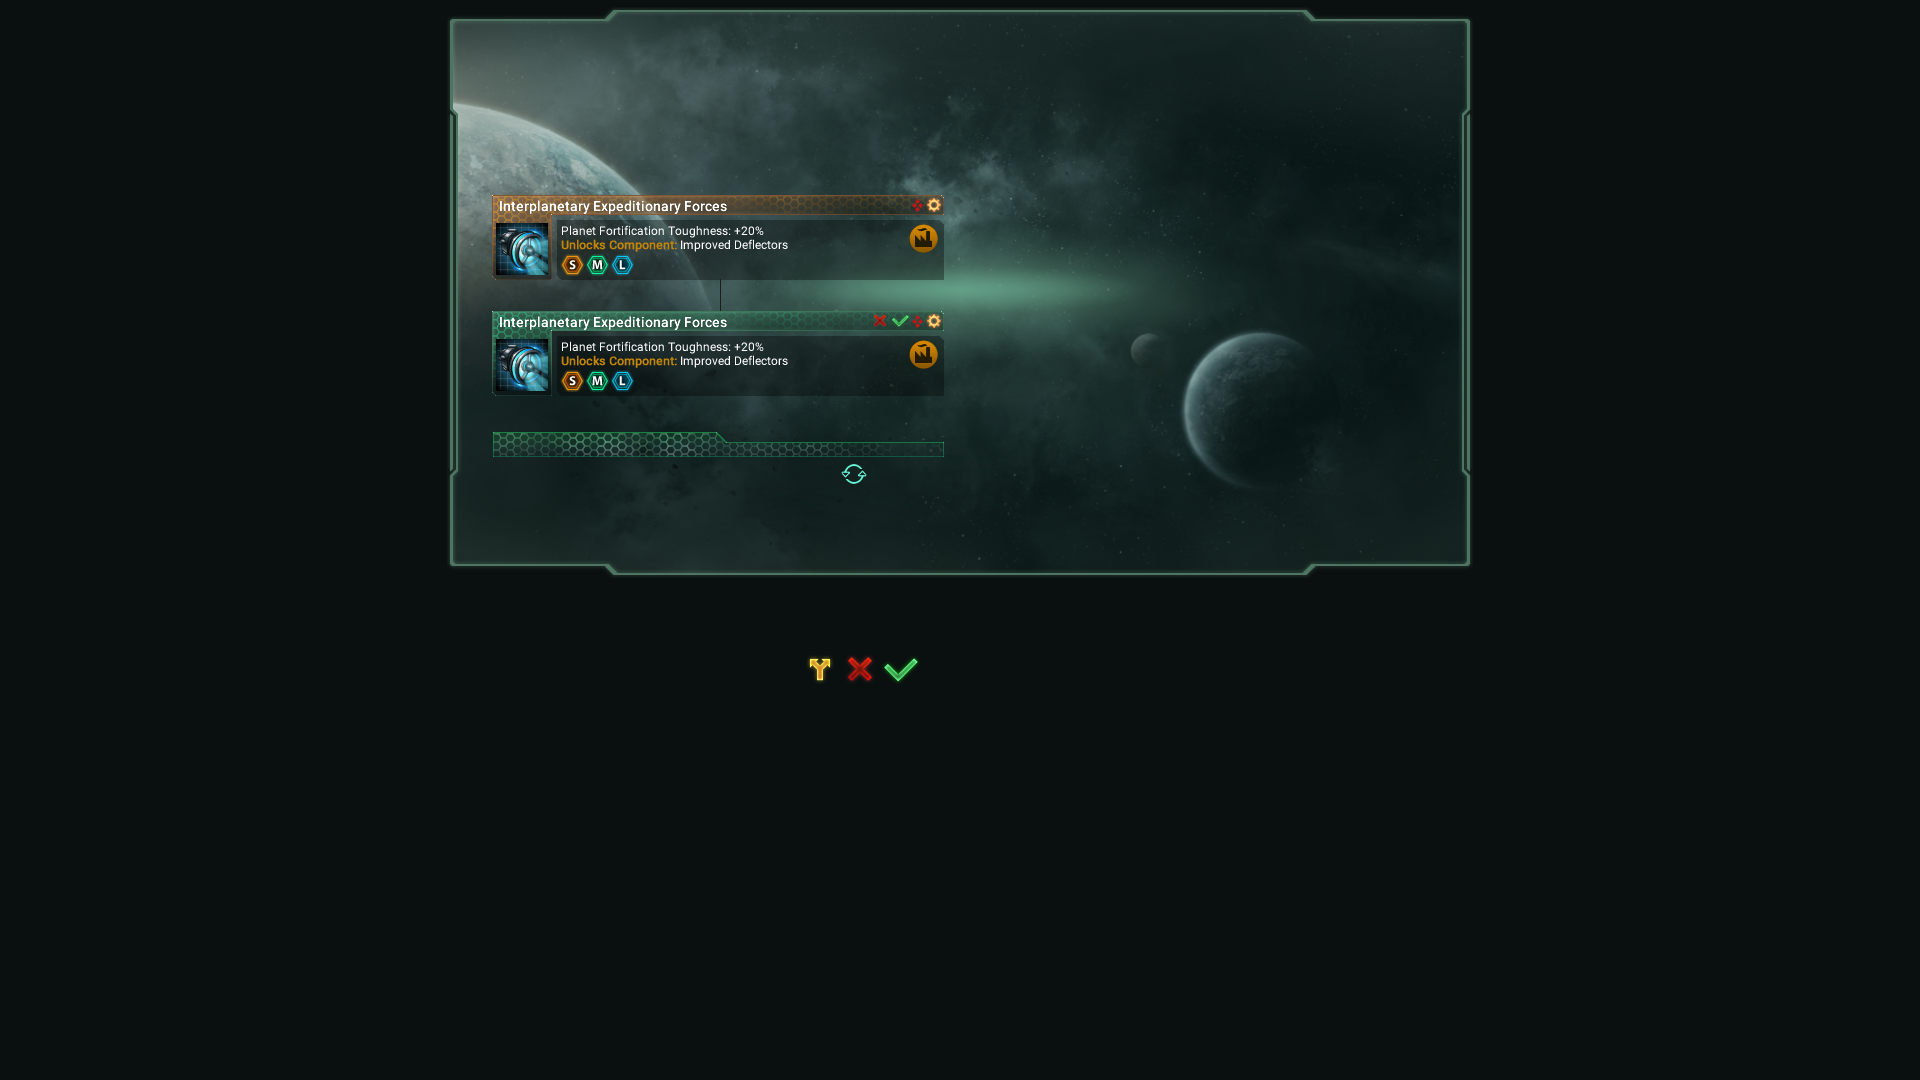 Interplanetary Expeditionary Forces
Planet Fortification Toughness: +20%
Unlocks Component: Improved Deflectors
S M L
Interplanetary Expeditionary Forces
Planet Fortification Toughness: +20%
Unlocks Component: Improved Deflectors
S M L